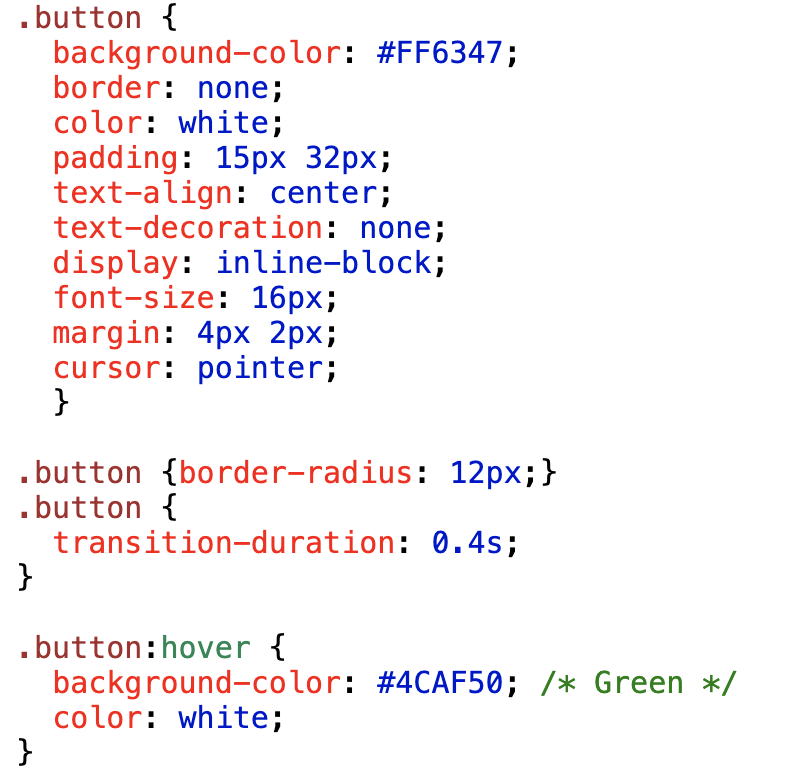 .button {
  background-color: #FF6347;
  border: none;
  color: white;
  padding: 15px 32px;
  text-align: center;
  text-decoration: none;
  display: inline-block;
  font-size: 16px;
  margin: 4px 2px;
  cursor: pointer;
  }

.button {border-radius: 12px;}
.button {
  transition-duration: 0.4s;
}

.button:hover {
  background-color: #4CAF50; /* Green */
  color: white;
}